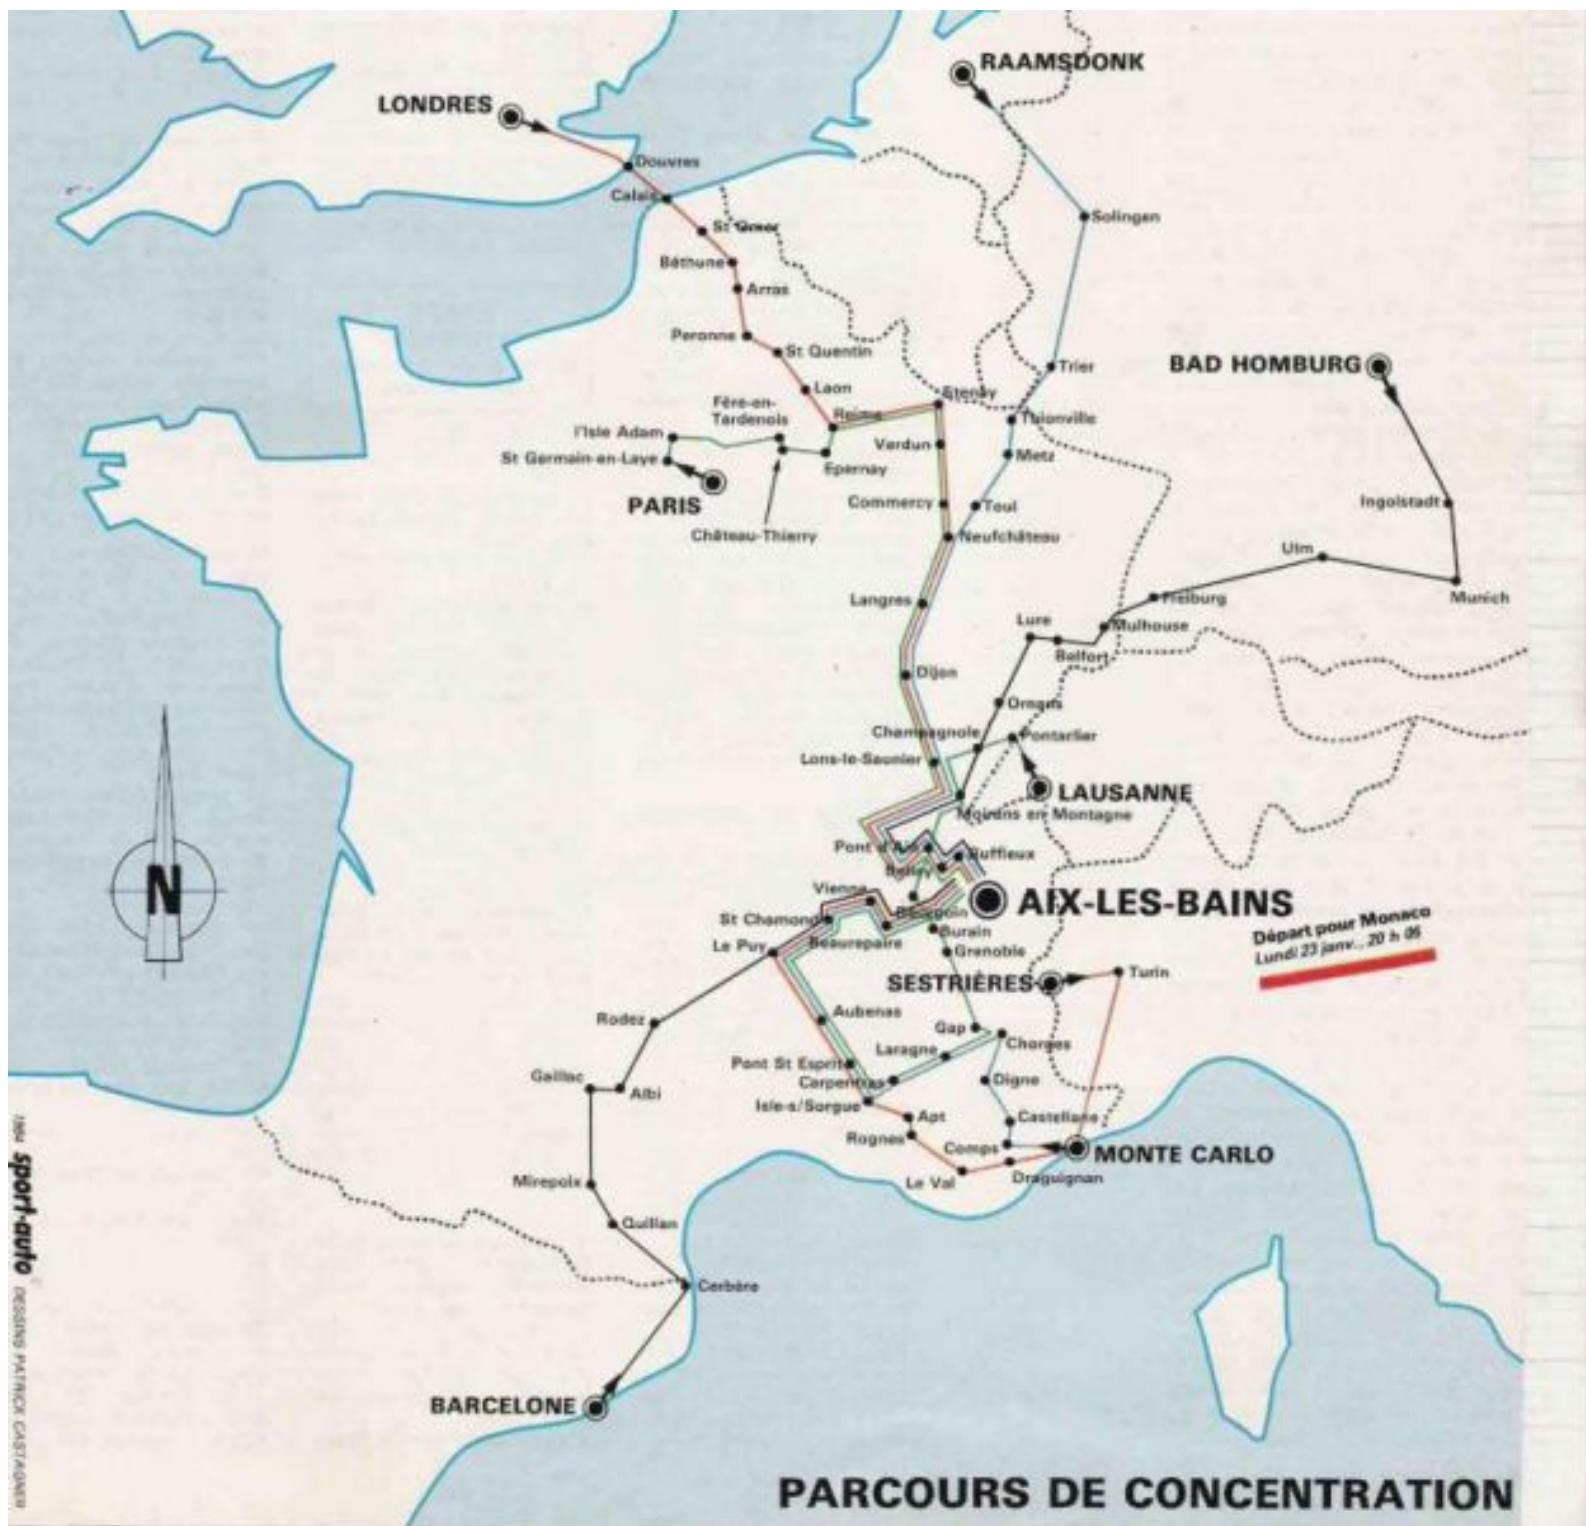 RAAMSDONK
LONDRES
Douvres
Calais
St Omer
Solingen
Béthune
Arras
Peronne
St Quentin
Trier
BAD HOMBURG
Laon
Stenay
Fère-en-
Tardenois
Reims
Thionville
l'Isle Adam
Verdun
Metz
St Germain-en-Laye
Epernay
PARIS
Commercy
Toul
Ingolstadt
Château-Thierry
Neufchâteau
Ulm
Munich
Langres
Freiburg
Lure
Mulhouse
Belfort
Dijon
Ornans
Champagnole
Pontarlier
Lons-le-Saunier
LAUSANNE
Moirans en Montagne
Pont d'Ain
Ruffieux
Belley
Vienne
N
AIX-LES-BAINS
St Chamond
Bourgoin
Burain
Départ pour Monaco
Lundi 23 janv., 20 h 05
Le Puy
Beaurepaire
Grenoble
SESTRIÈRES
Turin
Rodez
Aubenas
Gap
Chorges
Laragne
Pont St Esprit
Gaillac
Albi
Carpentras
Digne
Isle-s/Sorgue
Apt
Castellane
Rognes
Comps
MONTE CARLO
Le Val
Draguignan
Mirepoix
Quillan
Cerbère
BARCELONE
1984 sport-auto © DESSINS PATRICK CASTAGNER
PARCOURS DE CONCENTRATION